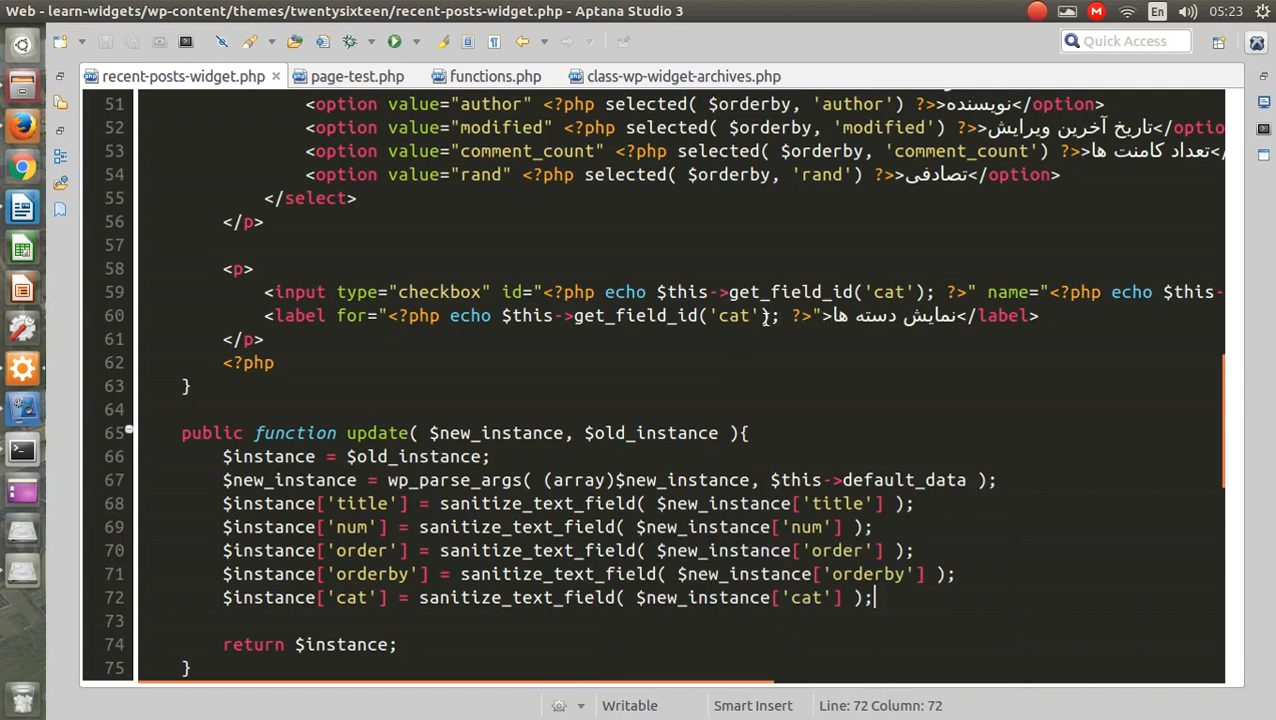 Web - learn-widgets/wp-content/themes/twentysixteen/recent-posts-widget.php - Aptana Studio 3
En
05:23
Quick Access
recent-posts-widget.php
page-test.php
functions.php
class-wp-widget-archives.php
51 <option value="author" <?php selected( $orderby, 'author') ?>>نویسنده</option>
52 <option value="modified" <?php selected( $orderby, 'modified') ?>>تاریخ آخرین ویرایش</optio
53 <option value="comment_count" <?php selected( $orderby, 'comment_count') ?>>تعداد کامنت ها</
54 <option value="rand" <?php selected( $orderby, 'rand') ?>>تصادفی</option>
55 </select>
56 </p>
57
58 <p>
59 <input type="checkbox" id="<?php echo $this->get_field_id('cat'); ?>" name="<?php echo $this-
60 <label for="<?php echo $this->get_field_id('cat'); ?>">نمایش دسته ها</label>
61 </p>
62 <?php
63 }
64
65 public function update( $new_instance, $old_instance ){
66 $instance = $old_instance;
67 $new_instance = wp_parse_args( (array)$new_instance, $this->default_data );
68 $instance['title'] = sanitize_text_field( $new_instance['title'] );
69 $instance['num'] = sanitize_text_field( $new_instance['num'] );
70 $instance['order'] = sanitize_text_field( $new_instance['order'] );
71 $instance['orderby'] = sanitize_text_field( $new_instance['orderby'] );
72 $instance['cat'] = sanitize_text_field( $new_instance['cat'] );
73
74 return $instance;
75 }
Writable
Smart Insert
Line: 72 Column: 72